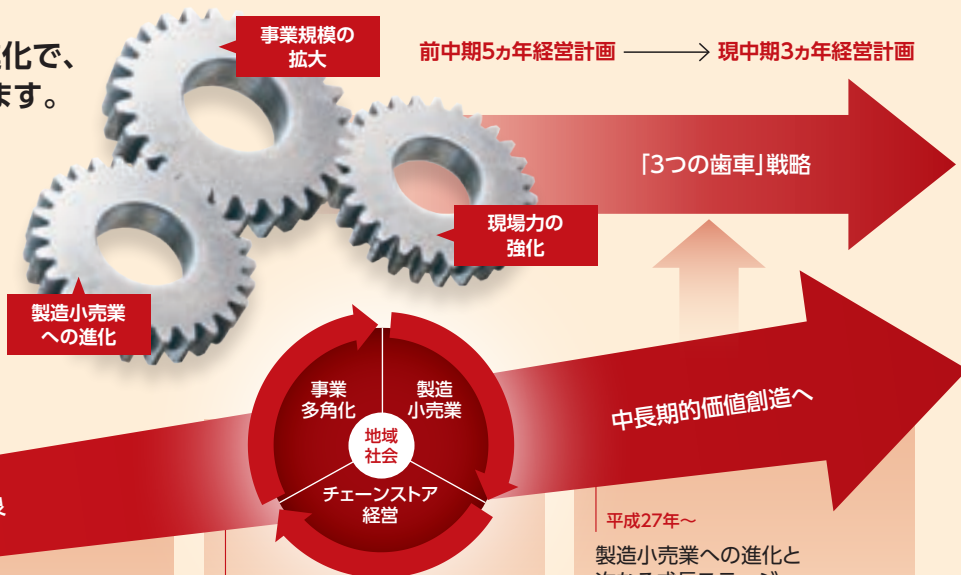 化で、
ます。
事業規模の
拡大
前中期5ヵ年経営計画
現中期3ヵ年経営計画
「3つの歯車」戦略
現場力の
強化
製造小売業
への進化
事業
多角化
製造
小売業
地域
社会
チェーンストア
経営
中長期的価値創造へ
平成27年～
製造小売業への進化と